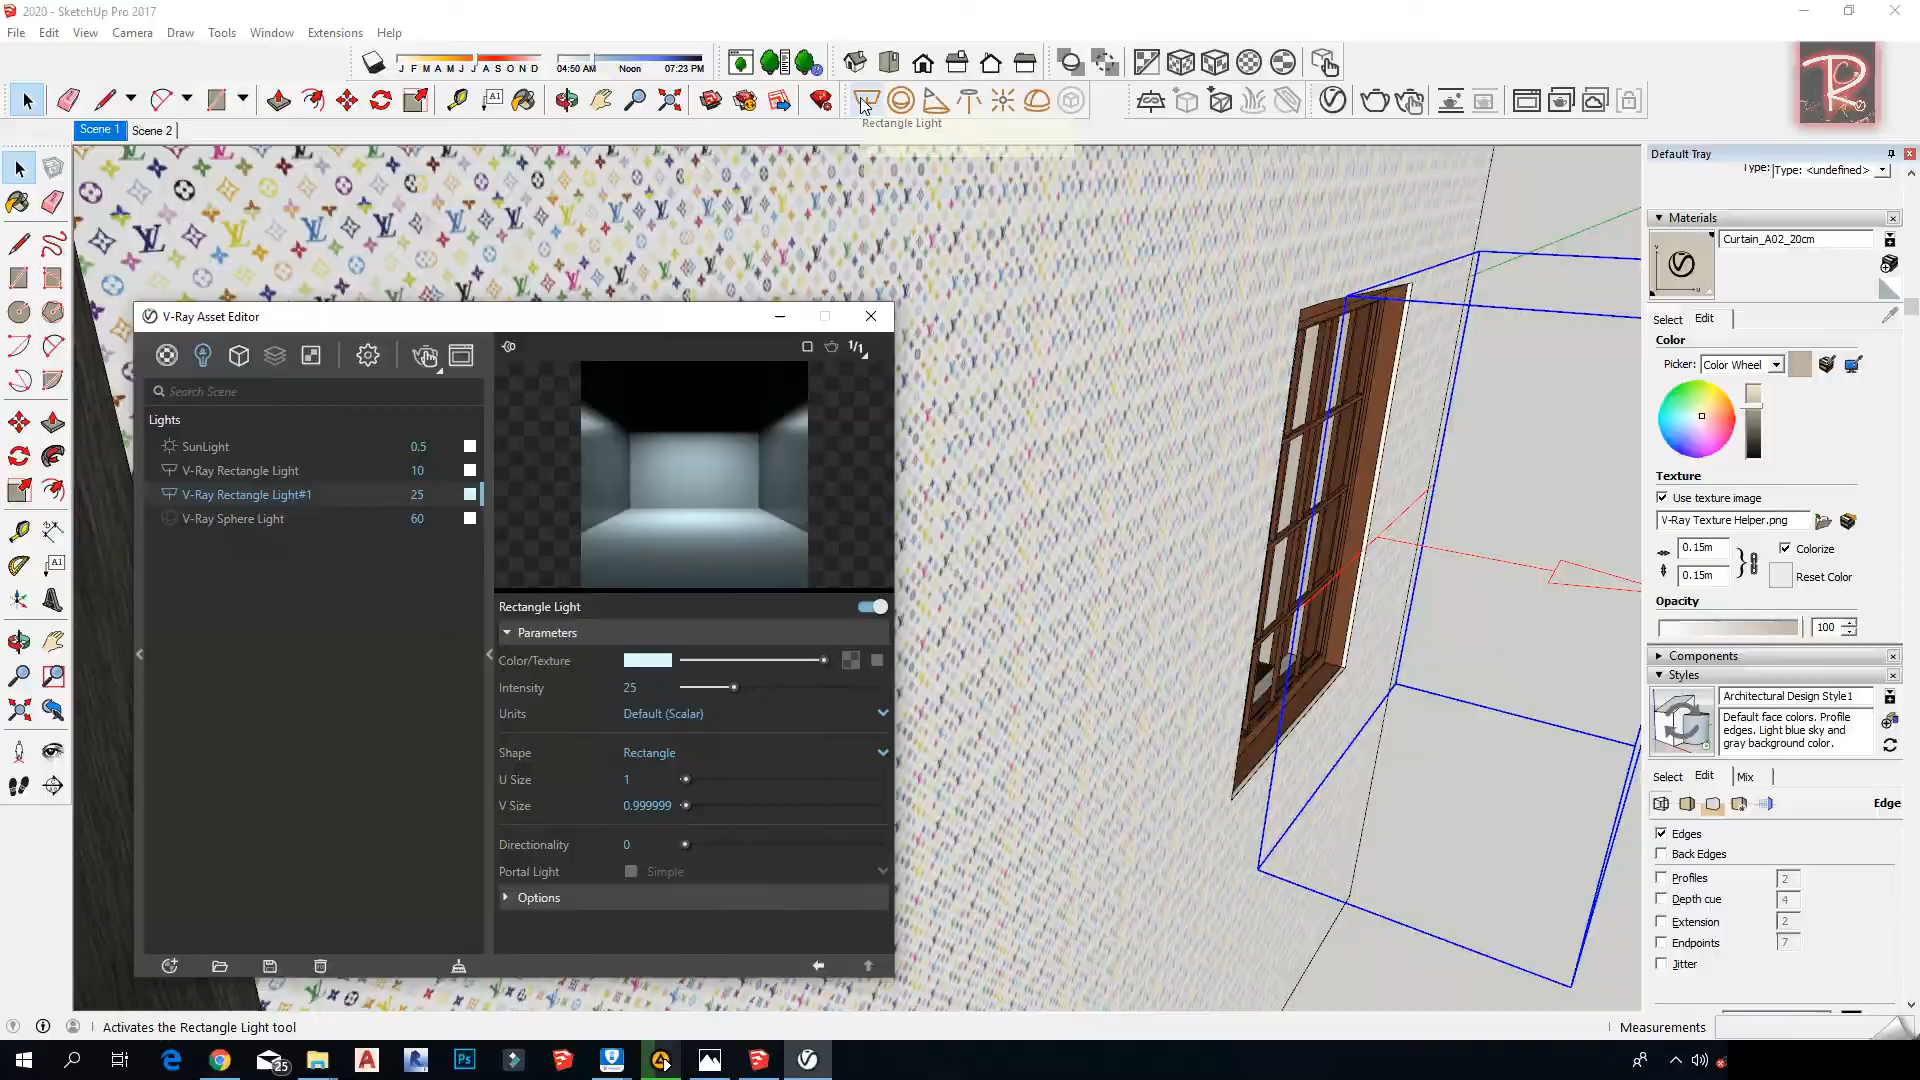 2020 - SketchUp Pro 2017
File Edit View Camera Draw Tools Window Extensions Help
J F M A M J J A S O N D
04:50 AM Noon 07:23 PM
A1
Rectangle Light
Scene 1 Scene 2
Default Tray
Type: Type: <undefined>
Materials
Curtain_A02_20cm
Select Edit
Color
Picker: Color Wheel
Texture
Use texture image
V-Ray Texture Helper.png
0.15m
Colorize
0.15m
Reset Color
Opacity
100
Components
Styles
Architectural Design Style1
Default face colors. Profile
edges. Light blue sky and
gray background color.
Select Edit Mix
Edge
Edges
Back Edges
Profiles 2
Depth cue 4
Extension 2
Endpoints 7
Jitter
V-Ray Asset Editor
1/1
Search Scene
Lights
SunLight 0.5
V-Ray Rectangle Light 10
V-Ray Rectangle Light#1 25
V-Ray Sphere Light 60
Rectangle Light
Parameters
Color/Texture
Intensity 25
Units Default (Scalar)
Shape Rectangle
U Size 1
V Size 0.999999
Directionality 0
Portal Light Simple
Options
A1
Activates the Rectangle Light tool
Measurements
25
Ps